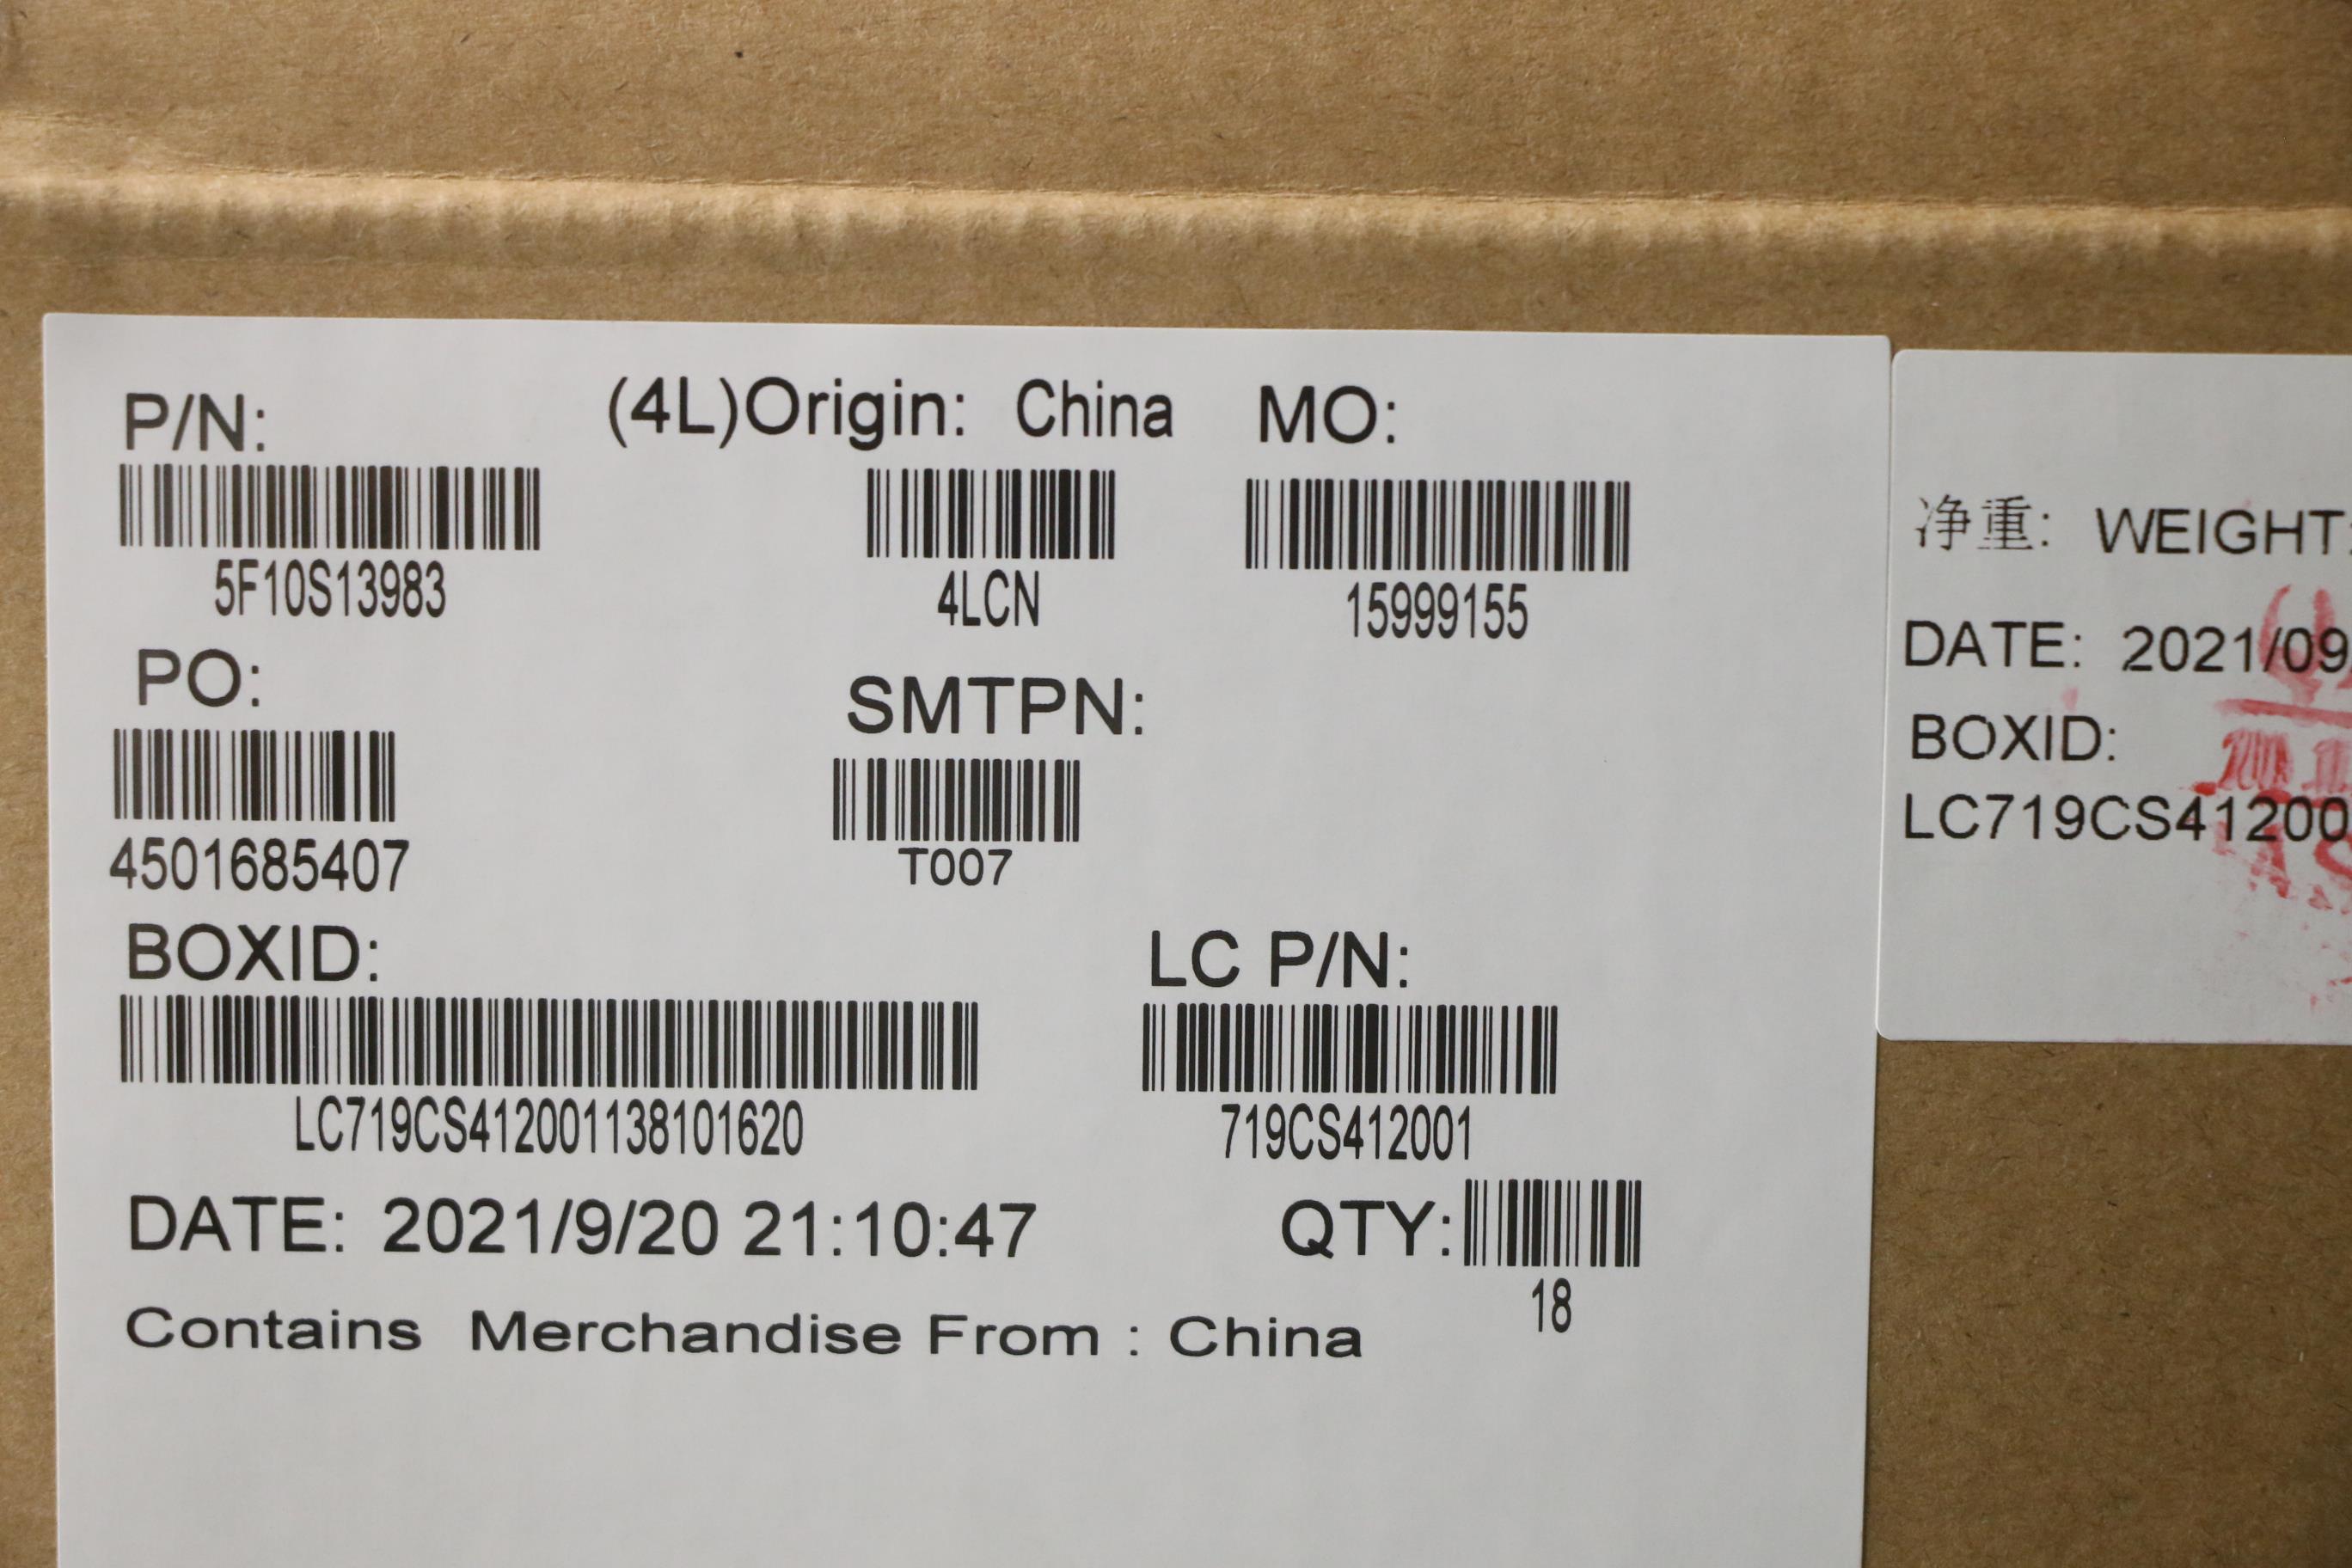 P/N:
(4L)Origin: China
MO:
5F10S13983
4LCN
15999155
PO:
SMTPN:
4501685407
T007
BOXID:
LC P/N:
LC719CS412001138101620
719CS412001
DATE: 2021/9/20 21:10:47
QTY:
18
Contains Merchandise From : China
净重: WEIGHT:
DATE: 2021/09
BOXID:
LC719CS41200